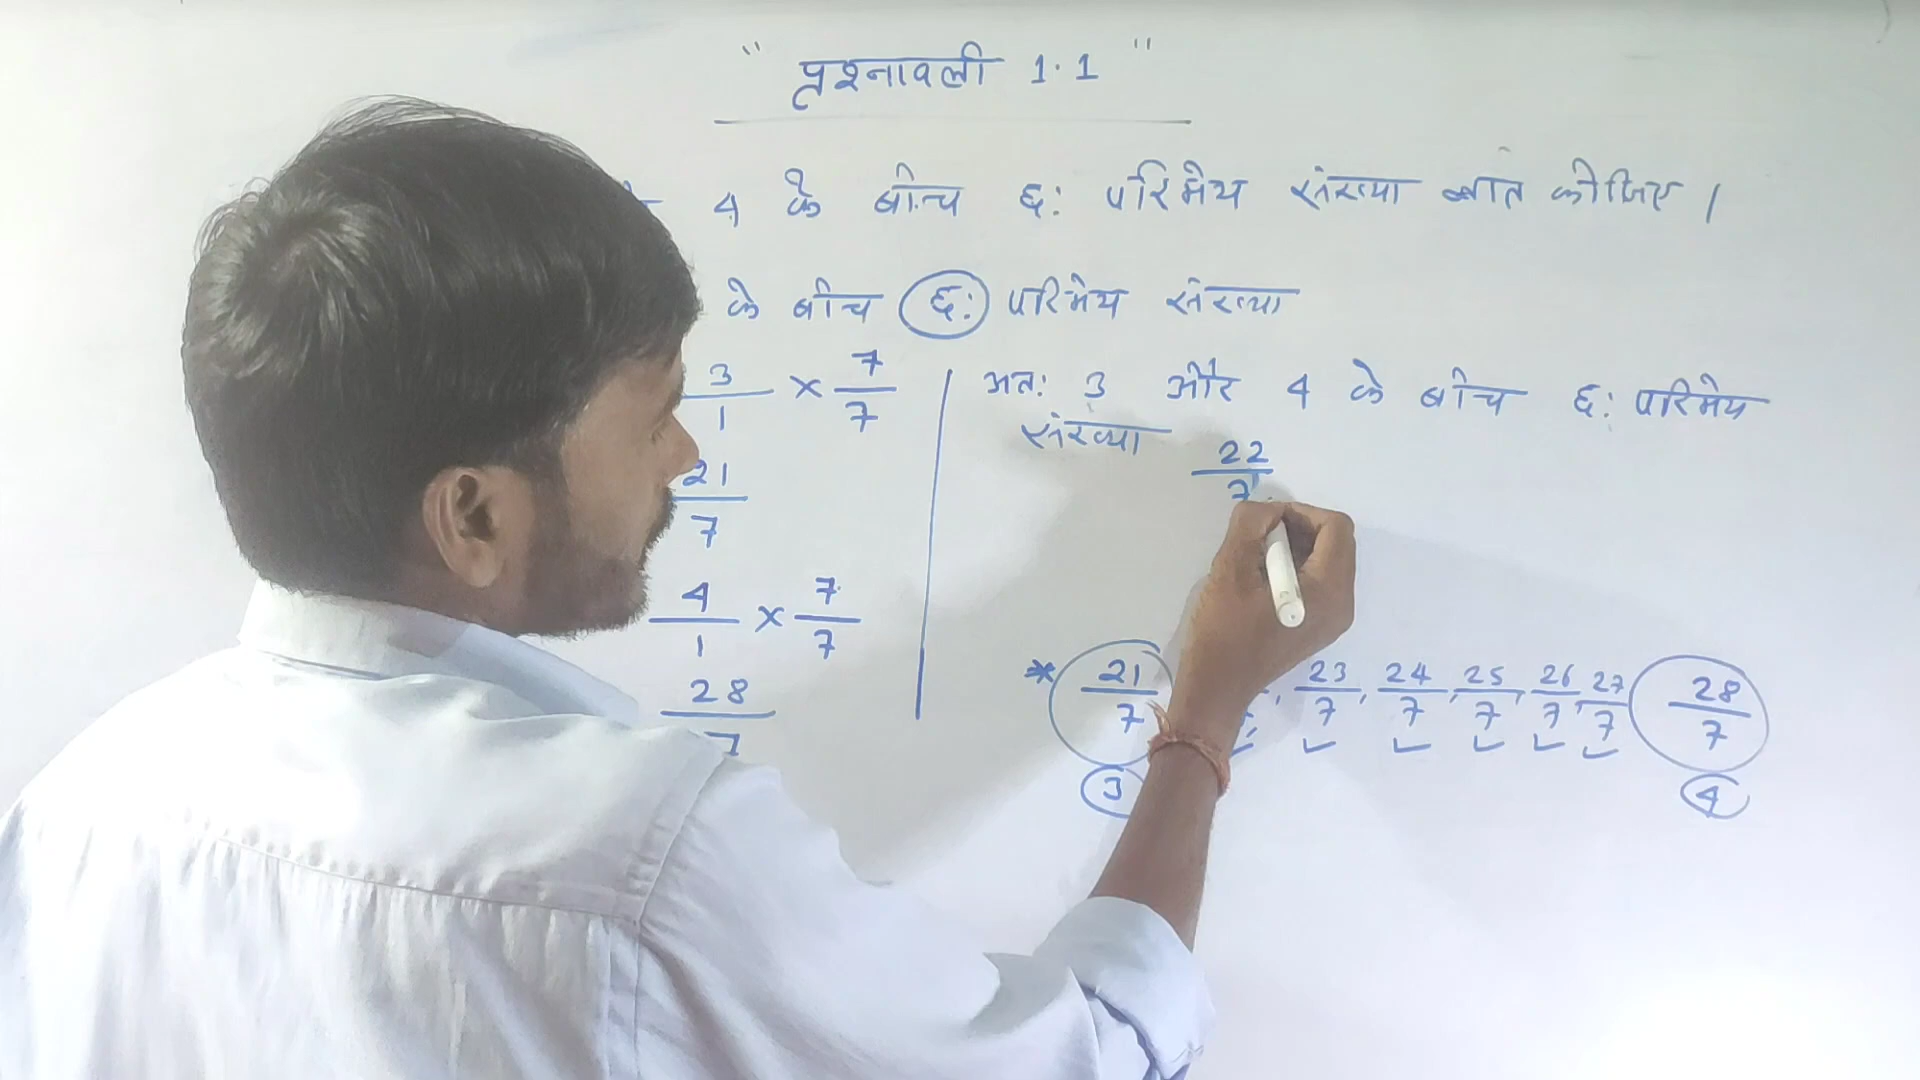 " प्रश्नावली 1.1 "
4 के बीच छ: परिमेय संख्या ज्ञात कीजिए ।
के बीच छ: परिमेय संख्या
3/1 × 7/7
21/7
4/1 × 7/7
28/7
अत: 3 और 4 के बीच छ: परिमेय
संख्या 22/7
* 21/7 , 23/7 , 24/7 , 25/7 , 26/7 , 27/7 28/7
3 4